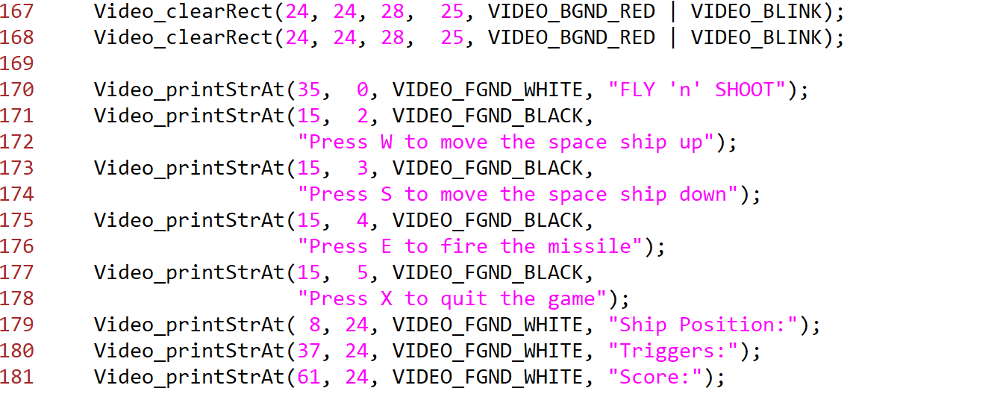 167     Video_clearRect(24, 24, 28,  25, VIDEO_BGND_RED | VIDEO_BLINK);
168     Video_clearRect(24, 24, 28,  25, VIDEO_BGND_RED | VIDEO_BLINK);
169
170     Video_printStrAt(35,  0, VIDEO_FGND_WHITE, "FLY 'n' SHOOT");
171     Video_printStrAt(15,  2, VIDEO_FGND_BLACK,
172                      "Press W to move the space ship up");
173     Video_printStrAt(15,  3, VIDEO_FGND_BLACK,
174                      "Press S to move the space ship down");
175     Video_printStrAt(15,  4, VIDEO_FGND_BLACK,
176                      "Press E to fire the missile");
177     Video_printStrAt(15,  5, VIDEO_FGND_BLACK,
178                      "Press X to quit the game");
179     Video_printStrAt( 8, 24, VIDEO_FGND_WHITE, "Ship Position:");
180     Video_printStrAt(37, 24, VIDEO_FGND_WHITE, "Triggers:");
181     Video_printStrAt(61, 24, VIDEO_FGND_WHITE, "Score:");